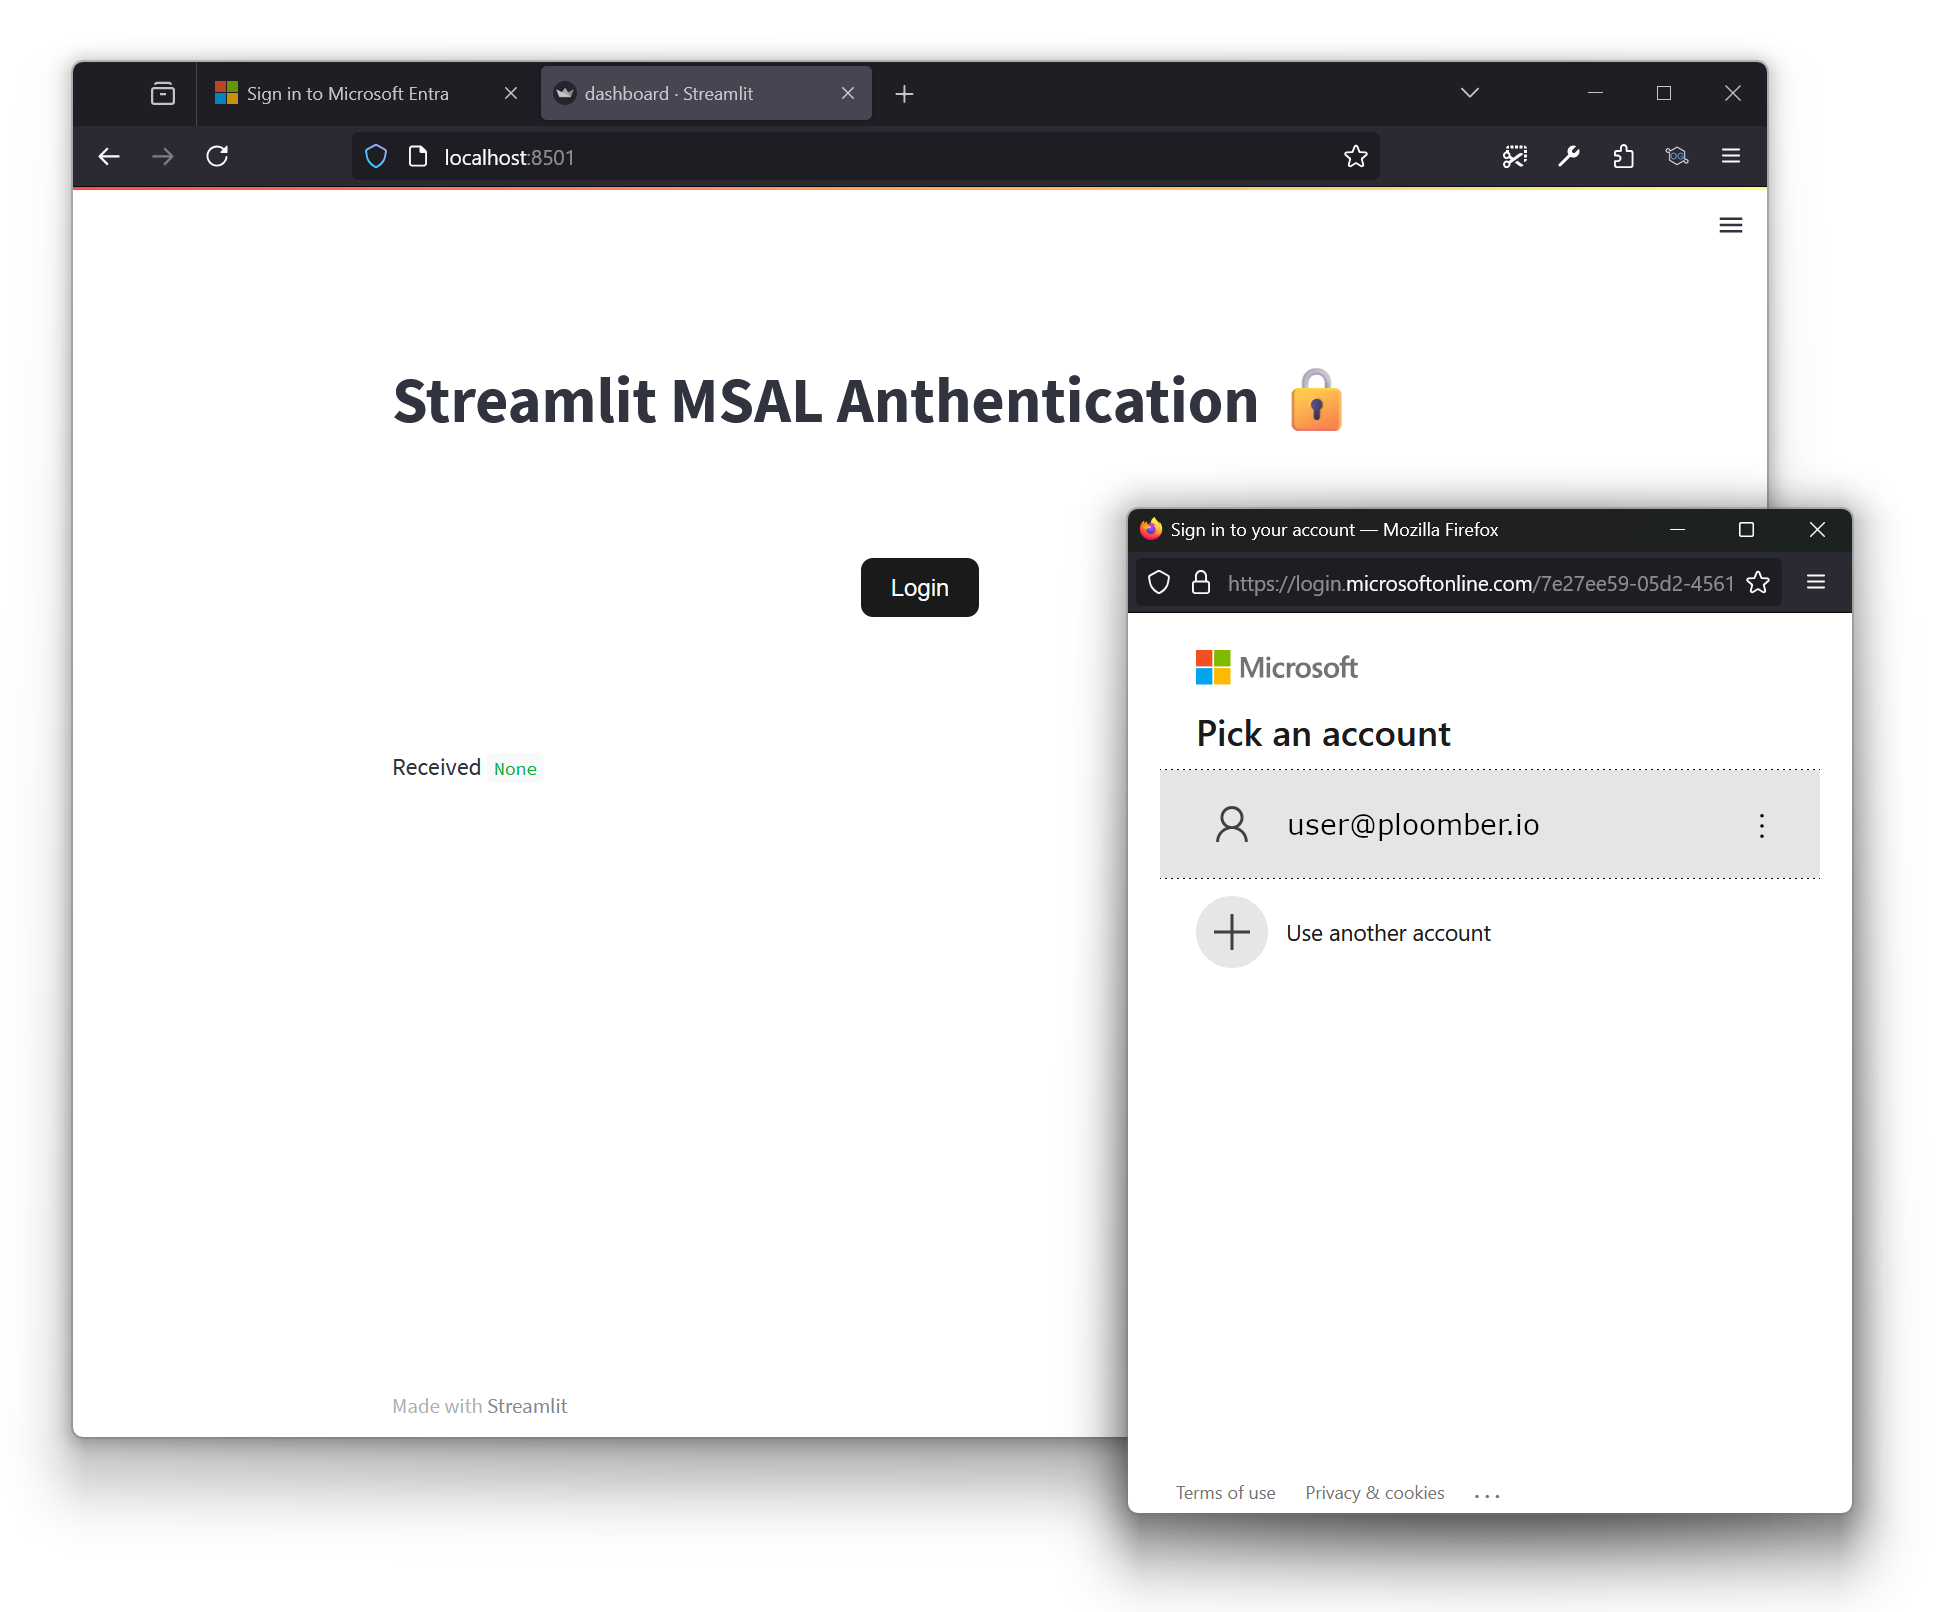 Sign in to Microsoft Entra
dashboard · Streamlit
localhost:8501
Streamlit MSAL Anthentication
Login
Received None
Made with Streamlit
Sign in to your account — Mozilla Firefox
https://login.microsoftonline.com/7e27ee59-05d2-4561
Microsoft
Pick an account
user@ploomber.io
Use another account
Terms of use Privacy & cookies ...